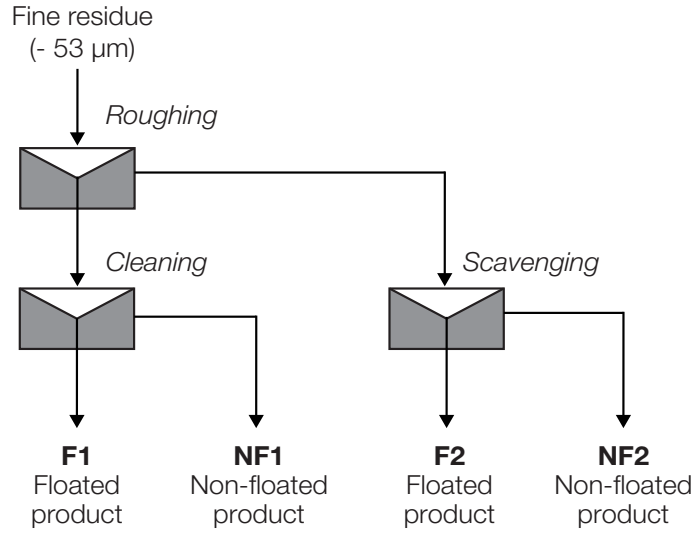 Fine residue
(- 53 µm)
Roughing
Cleaning
Scavenging
F1
Floated
product
NF1
Non-floated
product
F2
Floated
product
NF2
Non-floated
product